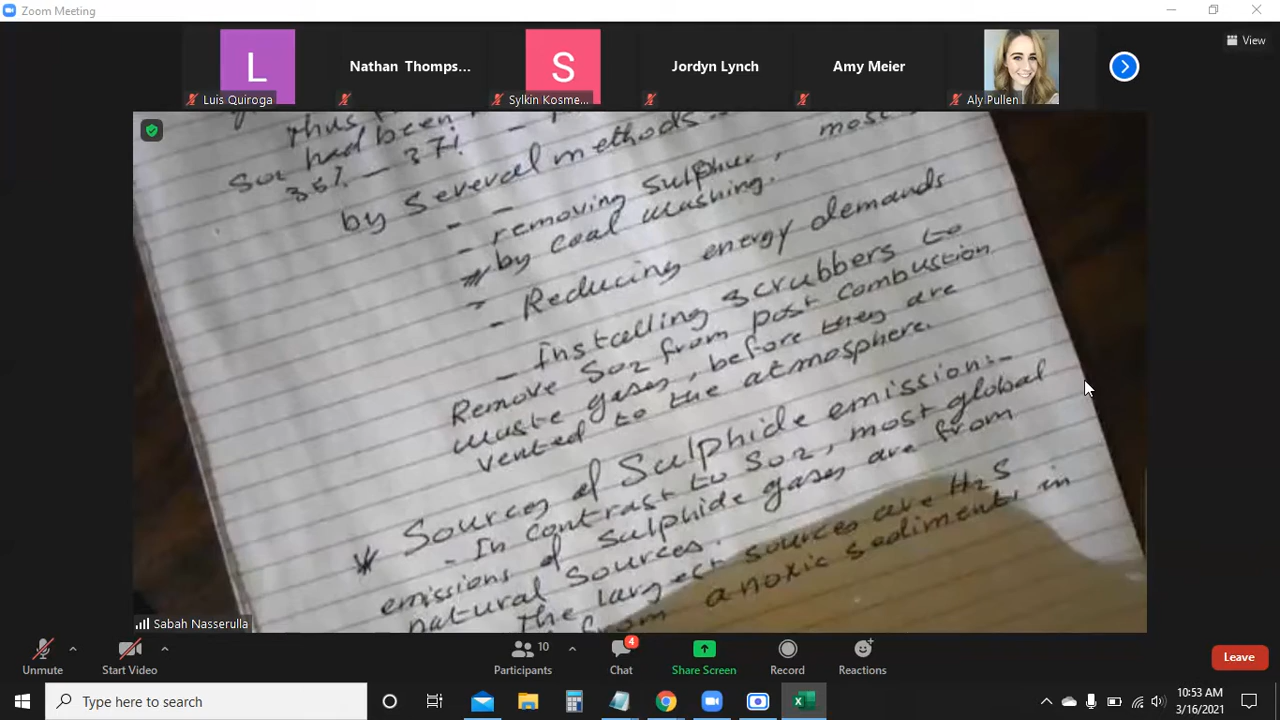 Zoom Meeting
View
L
Luis Quiroga
Nathan Thomps...
S
Sylkin Kosme...
Jordyn Lynch
Amy Meier
Aly Pullen
Thus
So2 had been
35% - 37%
by several methods
- removing sulphur, most
by coal washing.
- Reducing energy demands
- Installing scrubbers to
Remove So2 from post combustion
waste gases, before they are
vented to the atmosphere.
* Sources of Sulphide emission:-
- In contrast to So2, most global
emissions of sulphide gases are from
natural sources.
The largest sources are H2S
from anoxic sediments in
Sabah Nasserulla
Unmute
Start Video
10
Participants
4
Chat
Share Screen
Record
Reactions
Leave
Type here to search
10:53 AM
3/16/2021